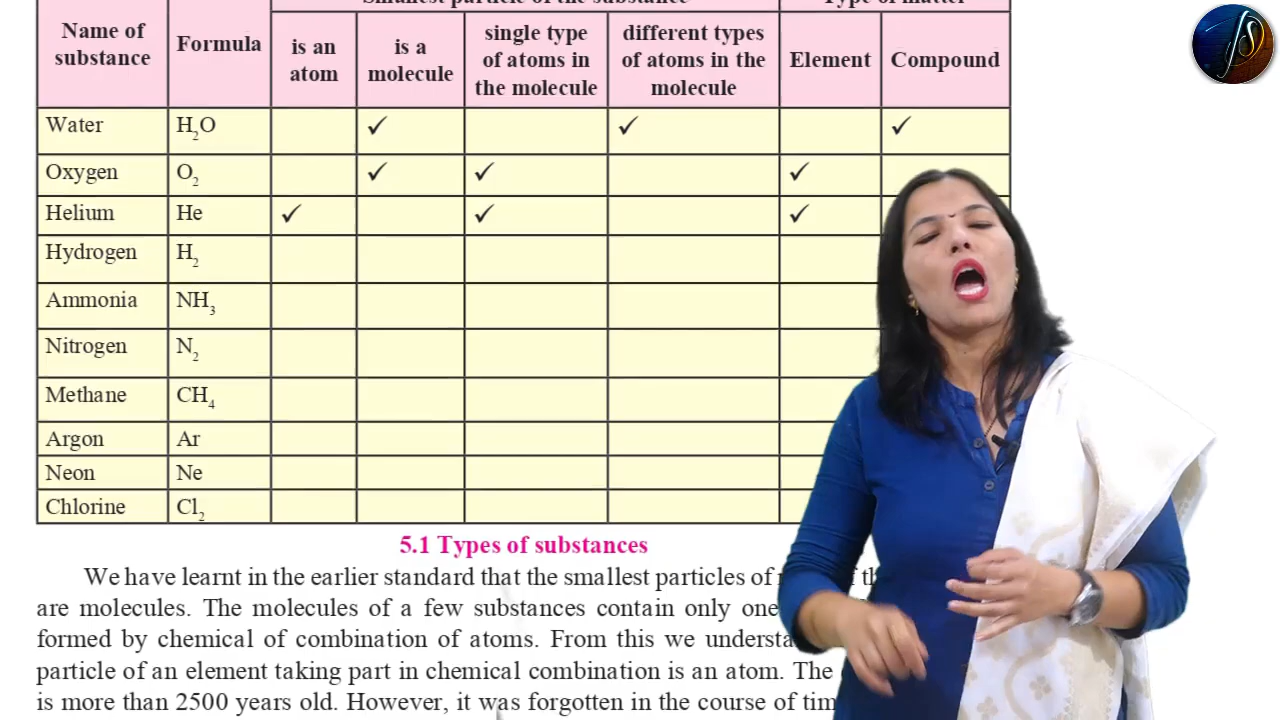 Name of substance Formula is an atom is a molecule single type of atoms in the molecule different types of atoms in the molecule Element Compound
Water H₂O ✓ ✓ ✓
Oxygen O₂ ✓ ✓ ✓
Helium He ✓ ✓ ✓
Hydrogen H₂
Ammonia NH₃
Nitrogen N₂
Methane CH₄
Argon Ar
Neon Ne
Chlorine Cl₂
5.1 Types of substances
We have learnt in the earlier standard that the smallest particles of
are molecules. The molecules of a few substances contain only one
formed by chemical of combination of atoms. From this we
particle of an element taking part in chemical combination is an atom. The
is more than 2500 years old. However, it was forgotten in the course of